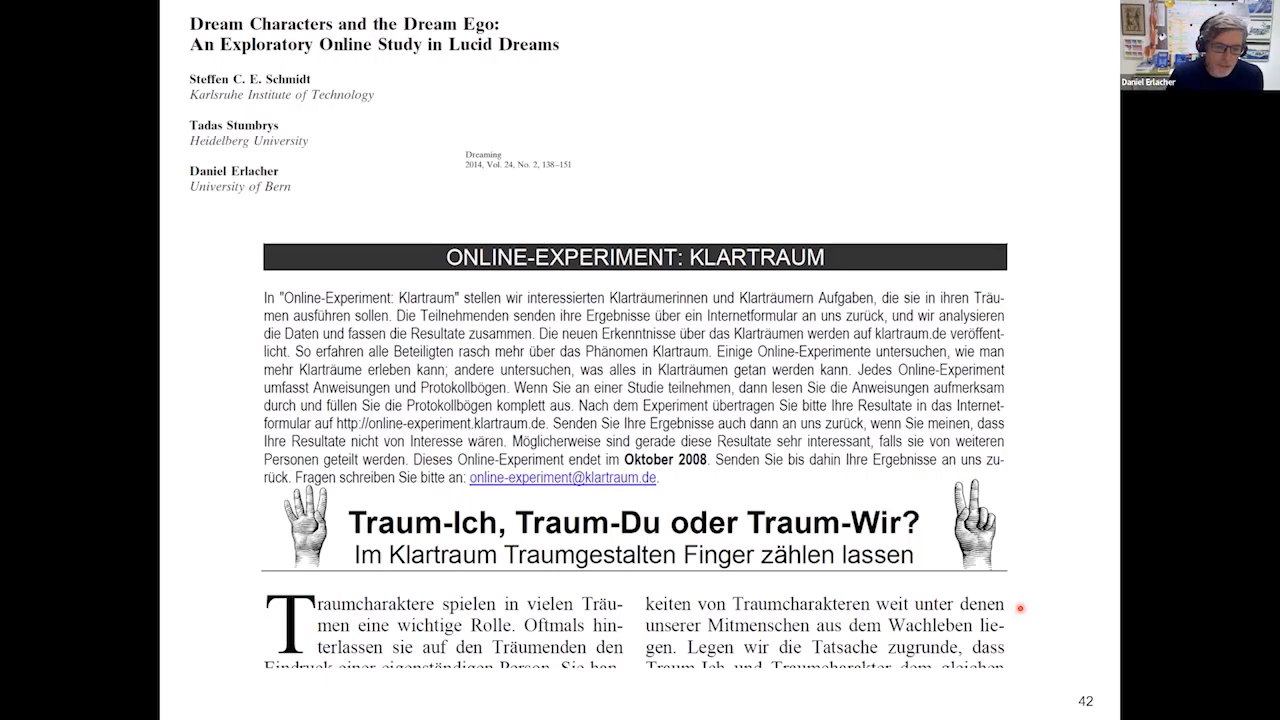 Dream Characters and the Dream Ego:
An Exploratory Online Study in Lucid Dreams
Steffen C. E. Schmidt
Karlsruhe Institute of Technology
Tadas Stumbrys
Heidelberg University
Daniel Erlacher
University of Bern
Dreaming
2014, Vol. 24, No. 2, 138–151
Daniel Erlacher
ONLINE-EXPERIMENT: KLARTRAUM
In "Online-Experiment: Klartraum" stellen wir interessierten Klarträumerinnen und Klarträumern Aufgaben, die sie in ihren Träu-
men ausführen sollen. Die Teilnehmenden senden ihre Ergebnisse über ein Internetformular an uns zurück, und wir analysieren
die Daten und fassen die Resultate zusammen. Die neuen Erkenntnisse über das Klarträumen werden auf klartraum.de veröffent-
licht. So erfahren alle Beteiligten rasch mehr über das Phänomen Klartraum. Einige Online-Experimente untersuchen, wie man
mehr Klarträume erleben kann; andere untersuchen, was alles in Klarträumen getan werden kann. Jedes Online-Experiment
umfasst Anweisungen und Protokollbögen. Wenn Sie an einer Studie teilnehmen, dann lesen Sie die Anweisungen aufmerksam
durch und füllen Sie die Protokollbögen komplett aus. Nach dem Experiment übertragen Sie bitte Ihre Resultate in das Internet-
formular auf http://online-experiment.klartraum.de. Senden Sie Ihre Ergebnisse auch dann an uns zurück, wenn Sie meinen, dass
Ihre Resultate nicht von Interesse wären. Möglicherweise sind gerade diese Resultate sehr interessant, falls sie von weiteren
Personen geteilt werden. Dieses Online-Experiment endet im Oktober 2008. Senden Sie bis dahin Ihre Ergebnisse an uns zu-
rück. Fragen schreiben Sie bitte an: online-experiment@klartraum.de.
Traum-Ich, Traum-Du oder Traum-Wir?
Im Klartraum Traumgestalten Finger zählen lassen
Traumcharaktere spielen in vielen Träu-
men eine wichtige Rolle. Oftmals hin-
terlassen sie auf den Träumenden den
Eindruck einer eigenständigen Person. Sie han-
keiten von Traumcharakteren weit unter denen
unserer Mitmenschen aus dem Wachleben lie-
gen. Legen wir die Tatsache zugrunde, dass
Traum-Ich und Traumcharakter dem gleichen
42